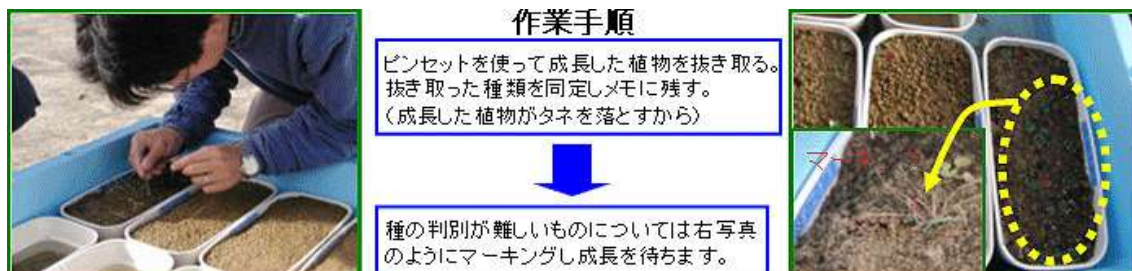 作業手順
ピンセットを使って成長した植物を抜き取る。
抜き取った種類を同定しメモに残す。
(成長した植物がタネを落とすから)
種の判別が難しいものについては右写真
のようにマーキングし成長を待ちます。